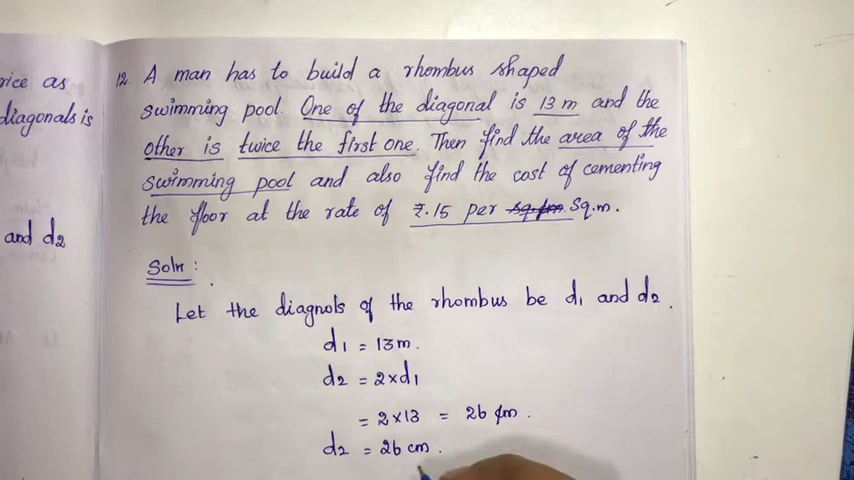 rice as
diagonals is
and d2
12. A man has to build a rhombus shaped
swimming pool. One of the diagonal is 13 m and the
other is twice the first one. Then find the area of the
swimming pool and also find the cost of cementing
the floor at the rate of ₹.15 per Sq.m.
Soln :
Let the diagnols of the rhombus be d1 and d2.
d1 = 13m.
d2 = 2×d1
= 2×13 = 26 m.
d2 = 26 cm.